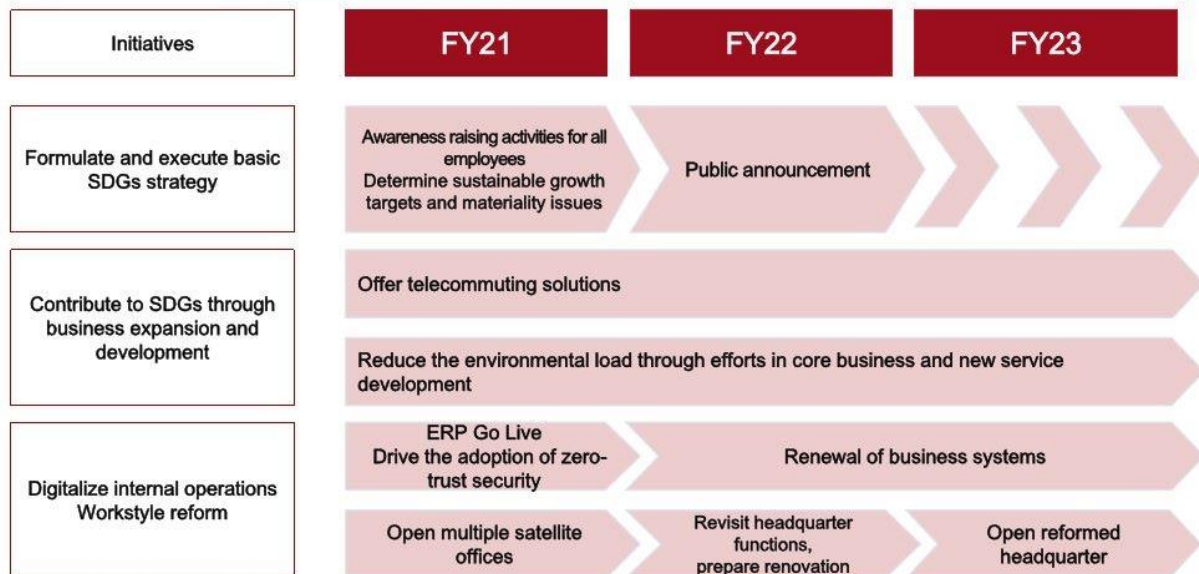 Initiatives
FY21
FY22
FY23
Formulate and execute basic
SDGs strategy
Awareness raising activities for all
employees
Determine sustainable growth
targets and materiality issues
Public announcement
Contribute to SDGs through
business expansion and
development
Offer telecommuting solutions
Reduce the environmental load through efforts in core business and new service
development
Digitalize internal operations
Workstyle reform
ERP Go Live
Drive the adoption of zero-
trust security
Renewal of business systems
Open multiple satellite
offices
Revisit headquarter
functions,
prepare renovation
Open reformed
headquarter